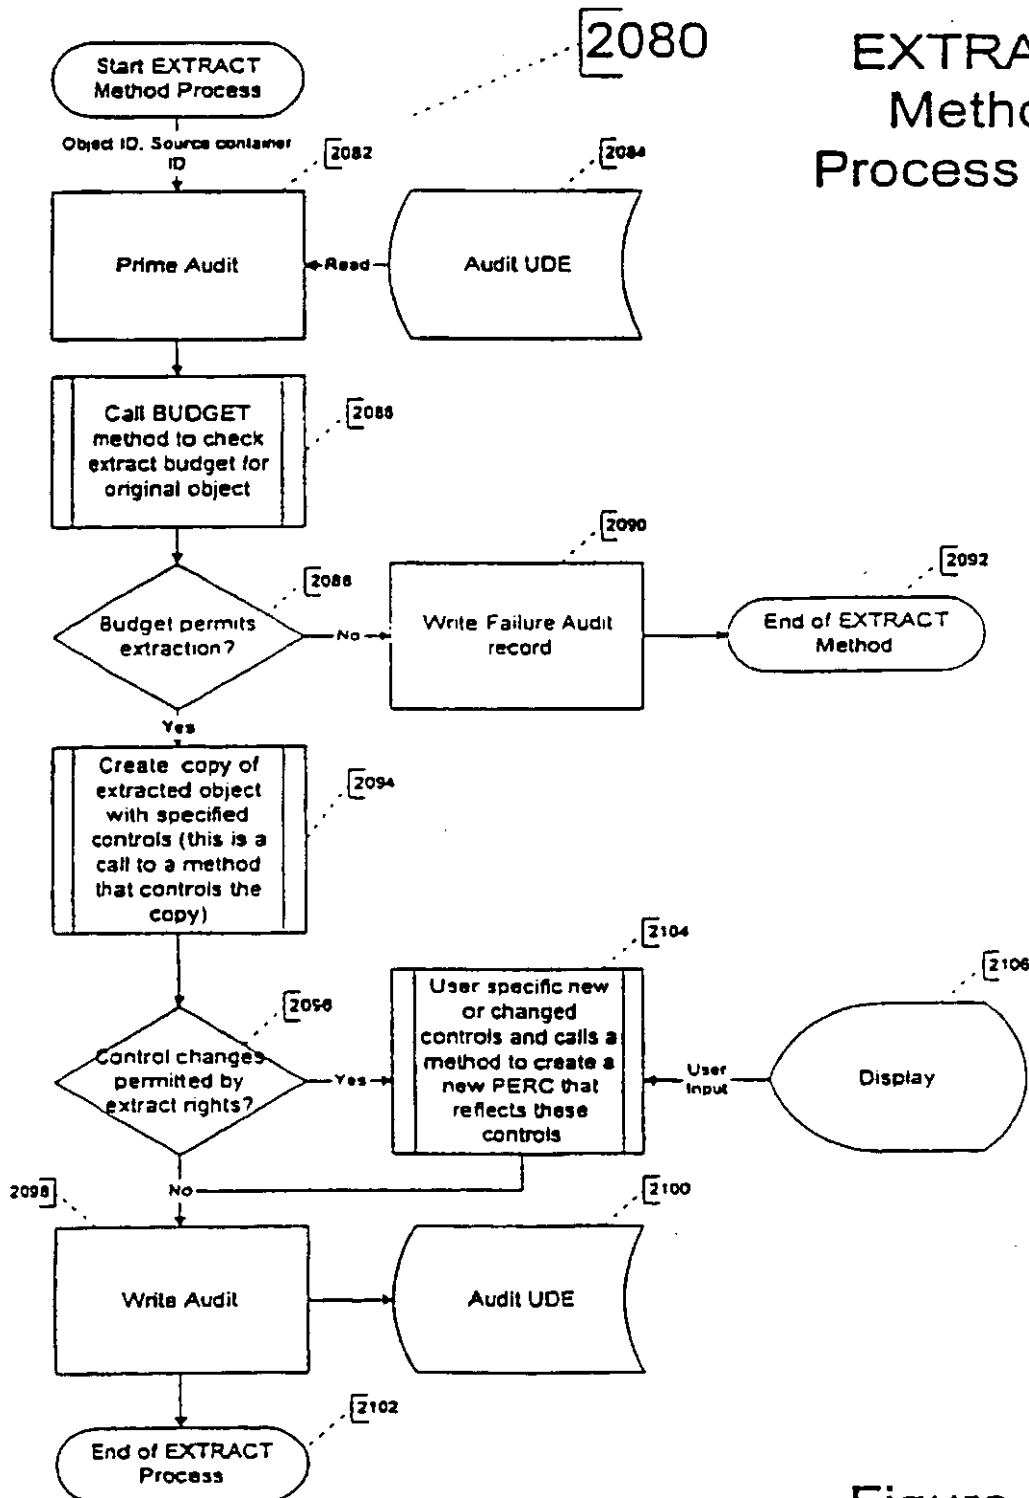 2080
EXTRA
Metho
Process
Start EXTRACT
Method Process
Object ID, Source container
ID
2082
2084
Prime Audit
Read
Audit UDE
Call BUDGET
method to check
extract budget for
original object
2086
2088
2090
2092
Budget permits
extraction?
No
Write Failure Audit
record
End of EXTRACT
Method
Yes
Create copy of
extracted object
with specified
controls (this is a
call to a method
that controls the
copy)
2094
2104
2106
2096
User specific new
or changed
controls and calls a
method to create a
new PERC that
reflects these
controls
Control changes
permitted by
extract rights?
Yes
User
Input
Display
2098
No
2100
Write Audit
Audit UDE
2102
End of EXTRACT
Process
Figure